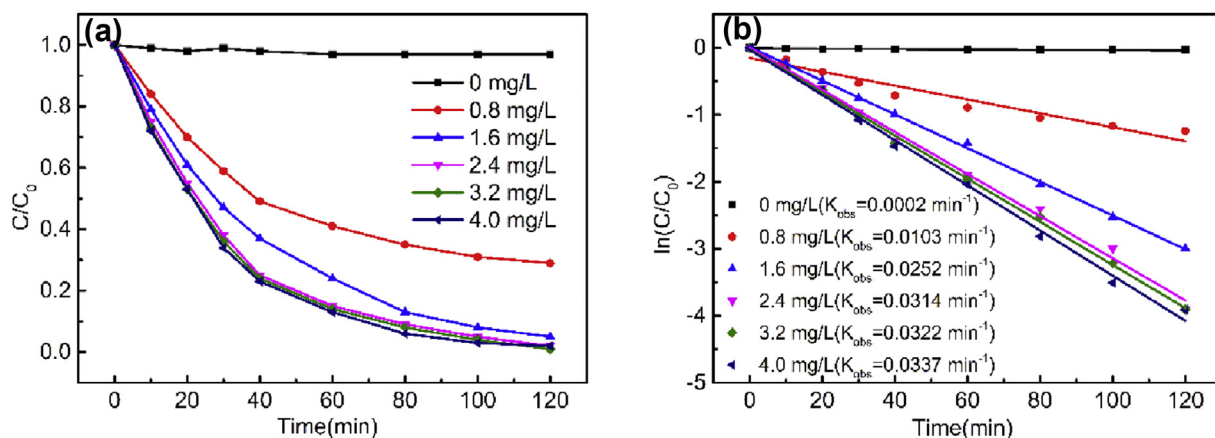 (a)
1.0
0.8
0.6
0.4
0.2
0.0
C/C0
0 mg/L
0.8 mg/L
1.6 mg/L
2.4 mg/L
3.2 mg/L
4.0 mg/L
0 20 40 60 80 100 120
Time(min)
(b)
0
-1
-2
-3
-4
-5
ln(C/C0)
0 mg/L(Kobs=0.0002 min-1)
0.8 mg/L(Kobs=0.0103 min-1)
1.6 mg/L(Kobs=0.0252 min-1)
2.4 mg/L(Kobs=0.0314 min-1)
3.2 mg/L(Kobs=0.0322 min-1)
4.0 mg/L(Kobs=0.0337 min-1)
0 20 40 60 80 100 120
Time(min)